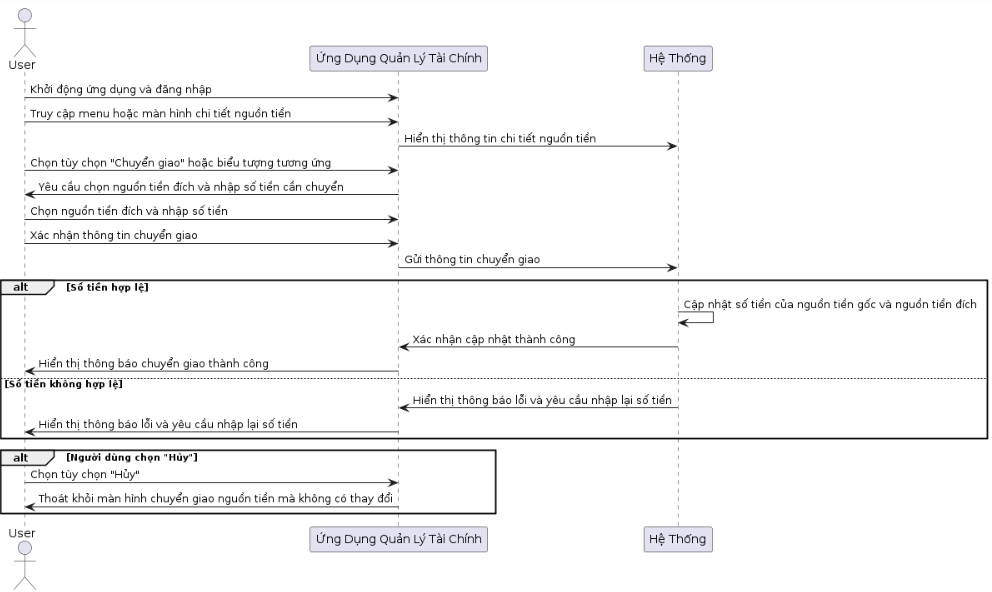 User
Ứng Dụng Quản Lý Tài Chính
Hệ Thống
Khởi động ứng dụng và đăng nhập
Truy cập menu hoặc màn hình chi tiết nguồn tiền
Hiển thị thông tin chi tiết nguồn tiền
Chọn tùy chọn "Chuyển giao" hoặc biểu tượng tương ứng
Yêu cầu chọn nguồn tiền đích và nhập số tiền cần chuyển
Chọn nguồn tiền đích và nhập số tiền
Xác nhận thông tin chuyển giao
Gửi thông tin chuyển giao
alt [Số tiền hợp lệ]
Cập nhật số tiền của nguồn tiền gốc và nguồn tiền đích
Xác nhận cập nhật thành công
Hiển thị thông báo chuyển giao thành công
[Số tiền không hợp lệ]
Hiển thị thông báo lỗi và yêu cầu nhập lại số tiền
Hiển thị thông báo lỗi và yêu cầu nhập lại số tiền
alt [Người dùng chọn "Hủy"]
Chọn tùy chọn "Hủy"
Thoát khỏi màn hình chuyển giao nguồn tiền mà không có thay đổi
User
Ứng Dụng Quản Lý Tài Chính
Hệ Thống